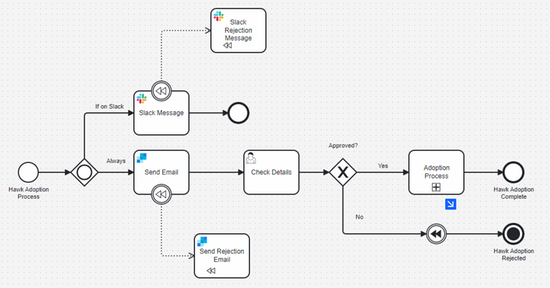 Slack
Rejection
Message
If on Slack
Slack Message
Approved?
Always
Send Email
Check Details
Yes
Adoption
Process
Hawk Adoption
Process
Hawk Adoption
Complete
No
Send Rejection
Email
Hawk Adoption
Rejected